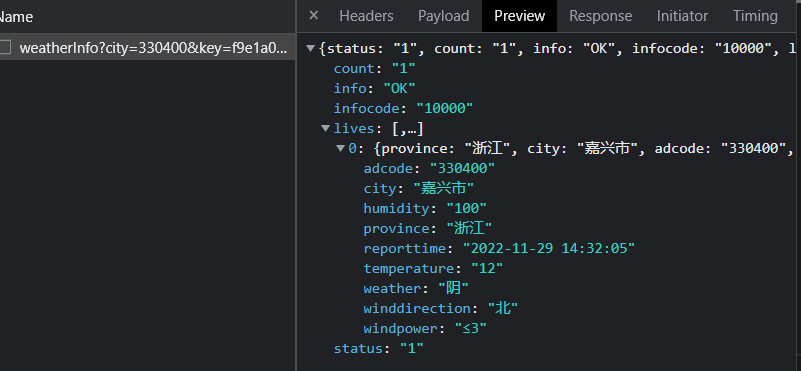 Name
× Headers Payload Preview Response Initiator Timing
weatherInfo?city=330400&key=f9e1a0...
▼{status: "1", count: "1", info: "OK", infocode: "10000", l
count: "1"
info: "OK"
infocode: "10000"
▼lives: [,…]
▼0: {province: "浙江", city: "嘉兴市", adcode: "330400",
adcode: "330400"
city: "嘉兴市"
humidity: "100"
province: "浙江"
reporttime: "2022-11-29 14:32:05"
temperature: "12"
weather: "阴"
winddirection: "北"
windpower: "≤3"
status: "1"